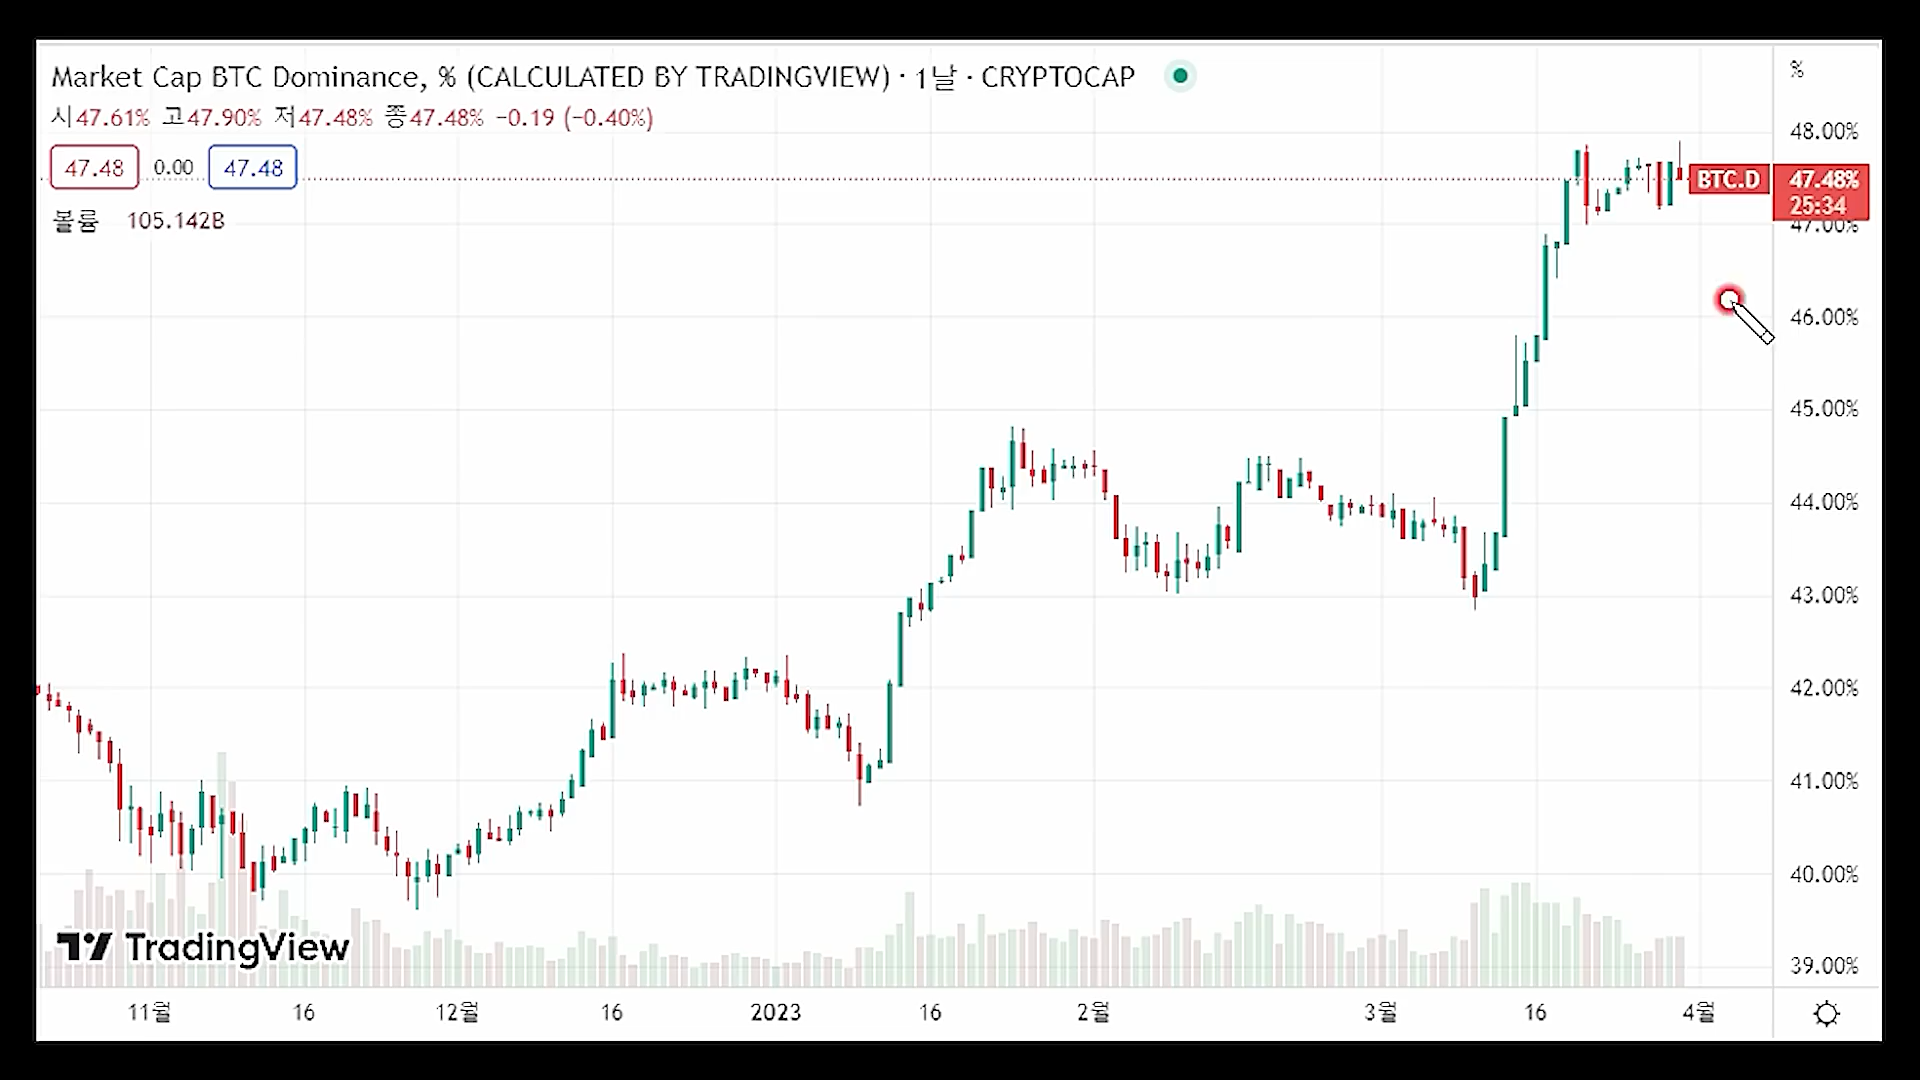 Market Cap BTC Dominance, % (CALCULATED BY TRADINGVIEW) · 1날 · CRYPTOCAP
시47.61% 고47.90% 저47.48% 종47.48% −0.19 (−0.40%)
47.48 0.00 47.48
볼륨 105.142B
%
48.00%
BTC.D 47.48%
25:34
47.00%
46.00%
45.00%
44.00%
43.00%
42.00%
41.00%
40.00%
39.00%
TradingView
11월 16 12월 16 2023 16 2월 3월 16 4월